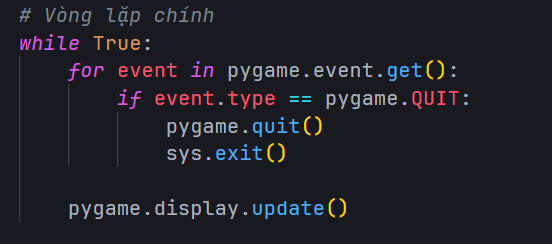 # Vòng lặp chính
while True:
    for event in pygame.event.get():
        if event.type == pygame.QUIT:
            pygame.quit()
            sys.exit()
    pygame.display.update()